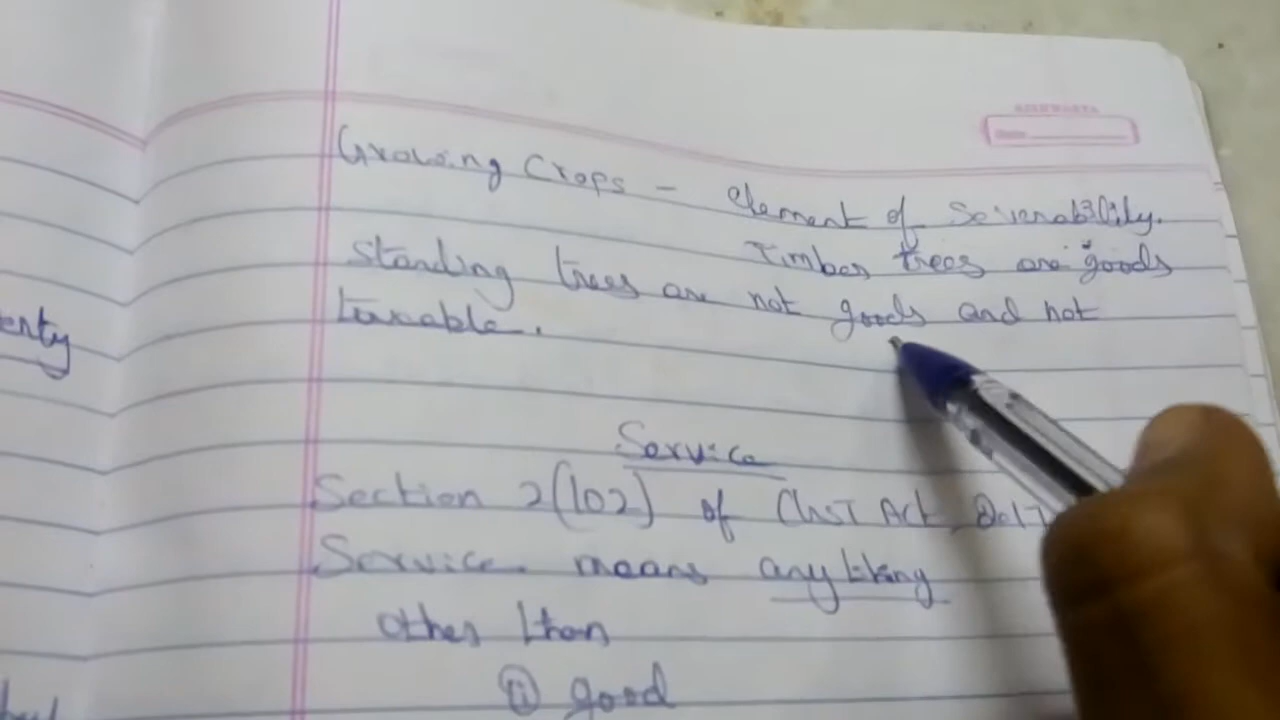 Growing Crops - element of Seiverability.
Timber trees are goods
Standing trees are not goods and not
taxable.
Service
Section 2(102) of CGST Act, 2017
Service means anything
other than
(i) good